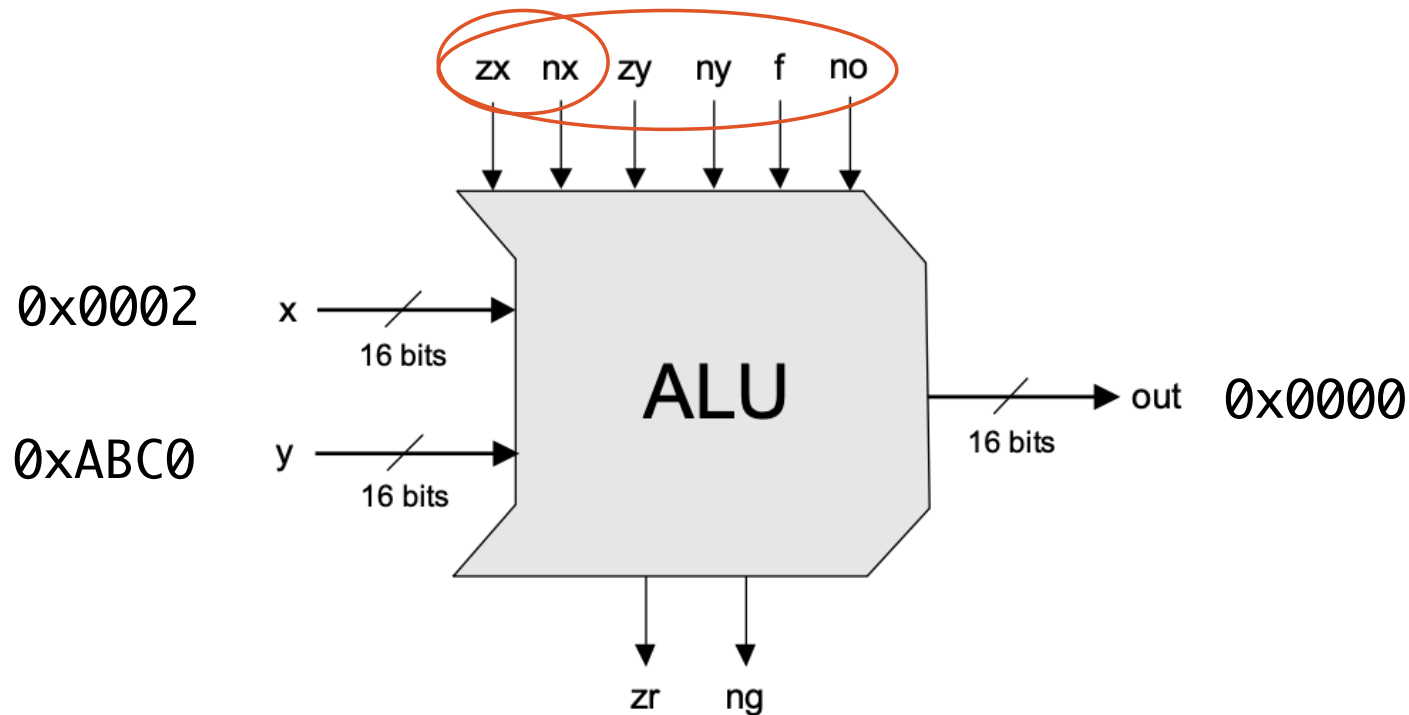 zx nx zy ny f no
0x0002 x
16 bits
ALU
out 0x0000
16 bits
0xABC0 y
16 bits
zr ng